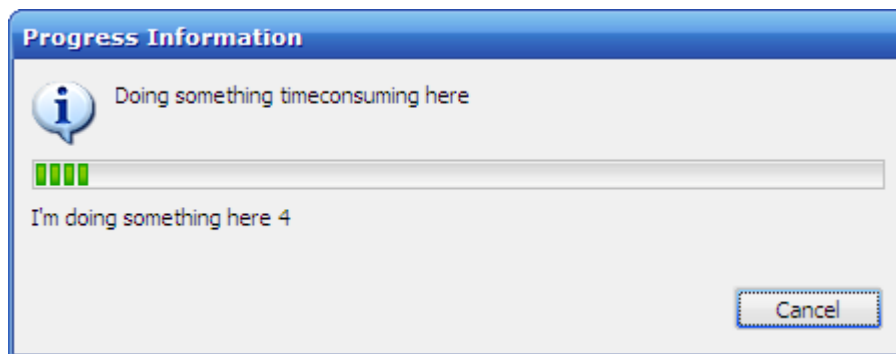 Progress Information
Doing something timeconsuming here
I'm doing something here 4
Cancel